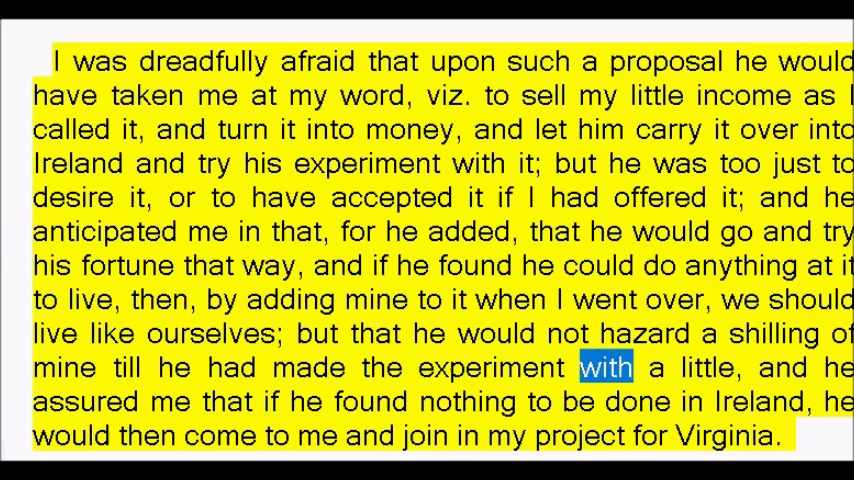 I was dreadfully afraid that upon such a proposal he would
have taken me at my word, viz. to sell my little income as I
called it, and turn it into money, and let him carry it over into
Ireland and try his experiment with it; but he was too just to
desire it, or to have accepted it if I had offered it; and he
anticipated me in that, for he added, that he would go and try
his fortune that way, and if he found he could do anything at it
to live, then, by adding mine to it when I went over, we should
live like ourselves; but that he would not hazard a shilling of
mine till he had made the experiment with a little, and he
assured me that if he found nothing to be done in Ireland, he
would then come to me and join in my project for Virginia.